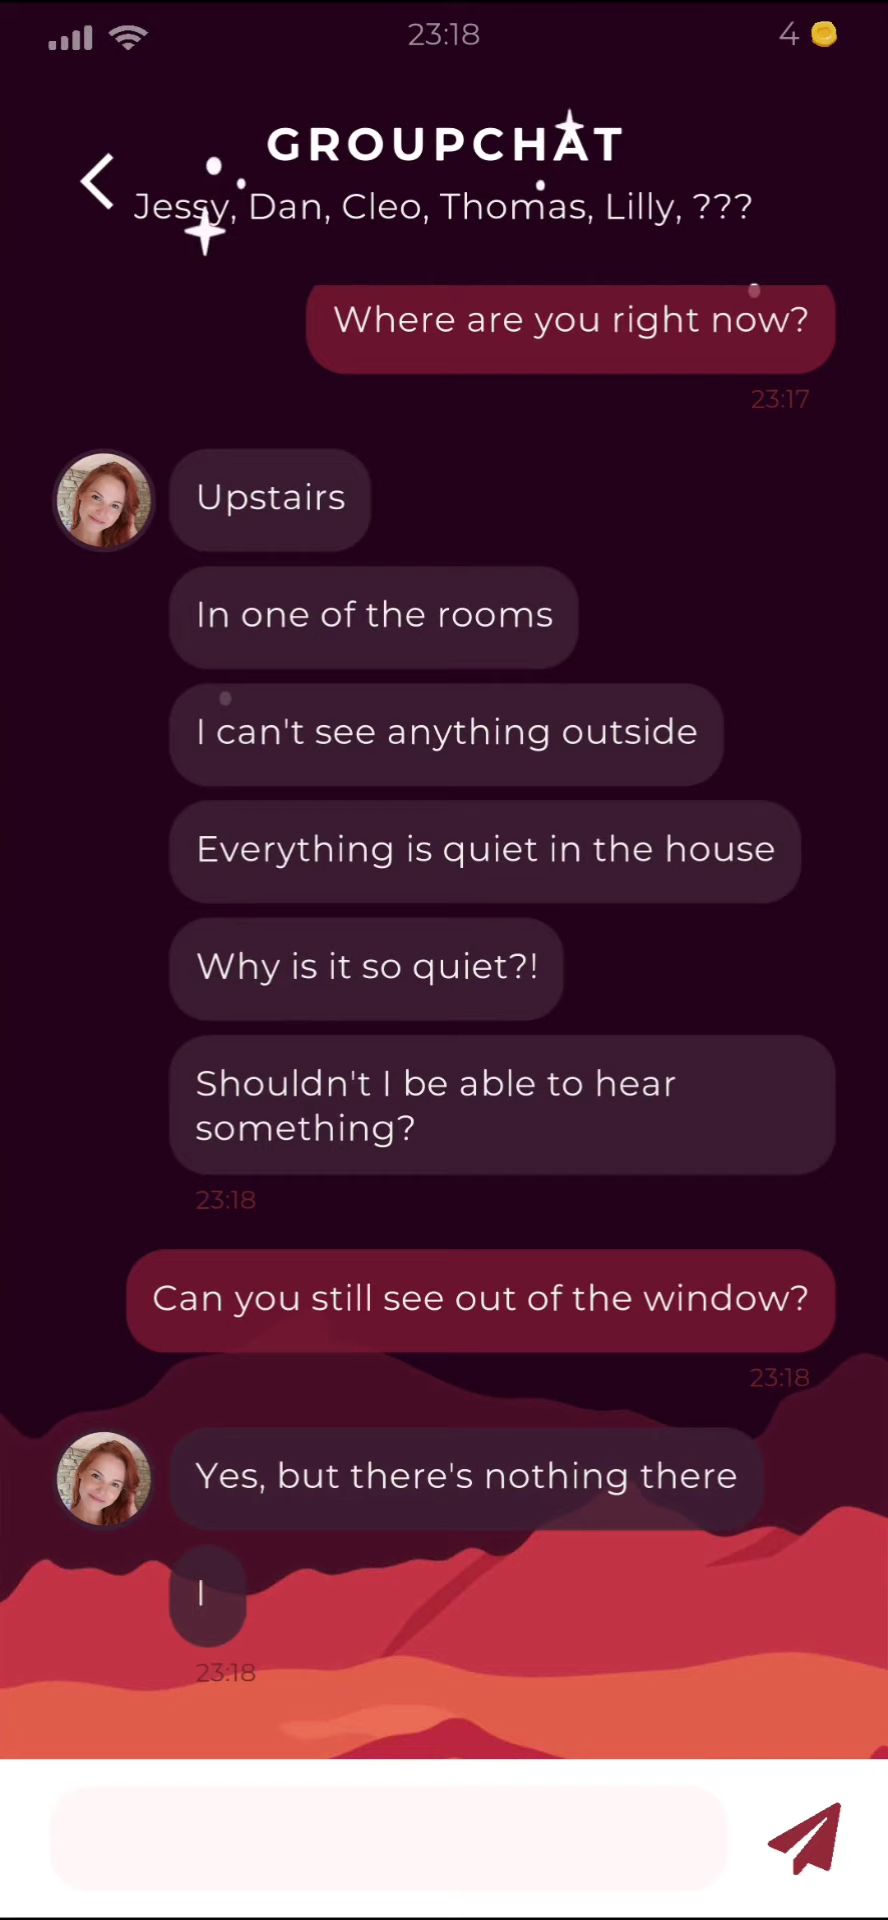 23:18
4
GROUPCHAT
Jessy, Dan, Cleo, Thomas, Lilly, ???
Where are you right now?
23:17
Upstairs
In one of the rooms
I can't see anything outside
Everything is quiet in the house
Why is it so quiet?!
Shouldn't I be able to hear
something?
23:18
Can you still see out of the window?
23:18
Yes, but there's nothing there
I
23:18